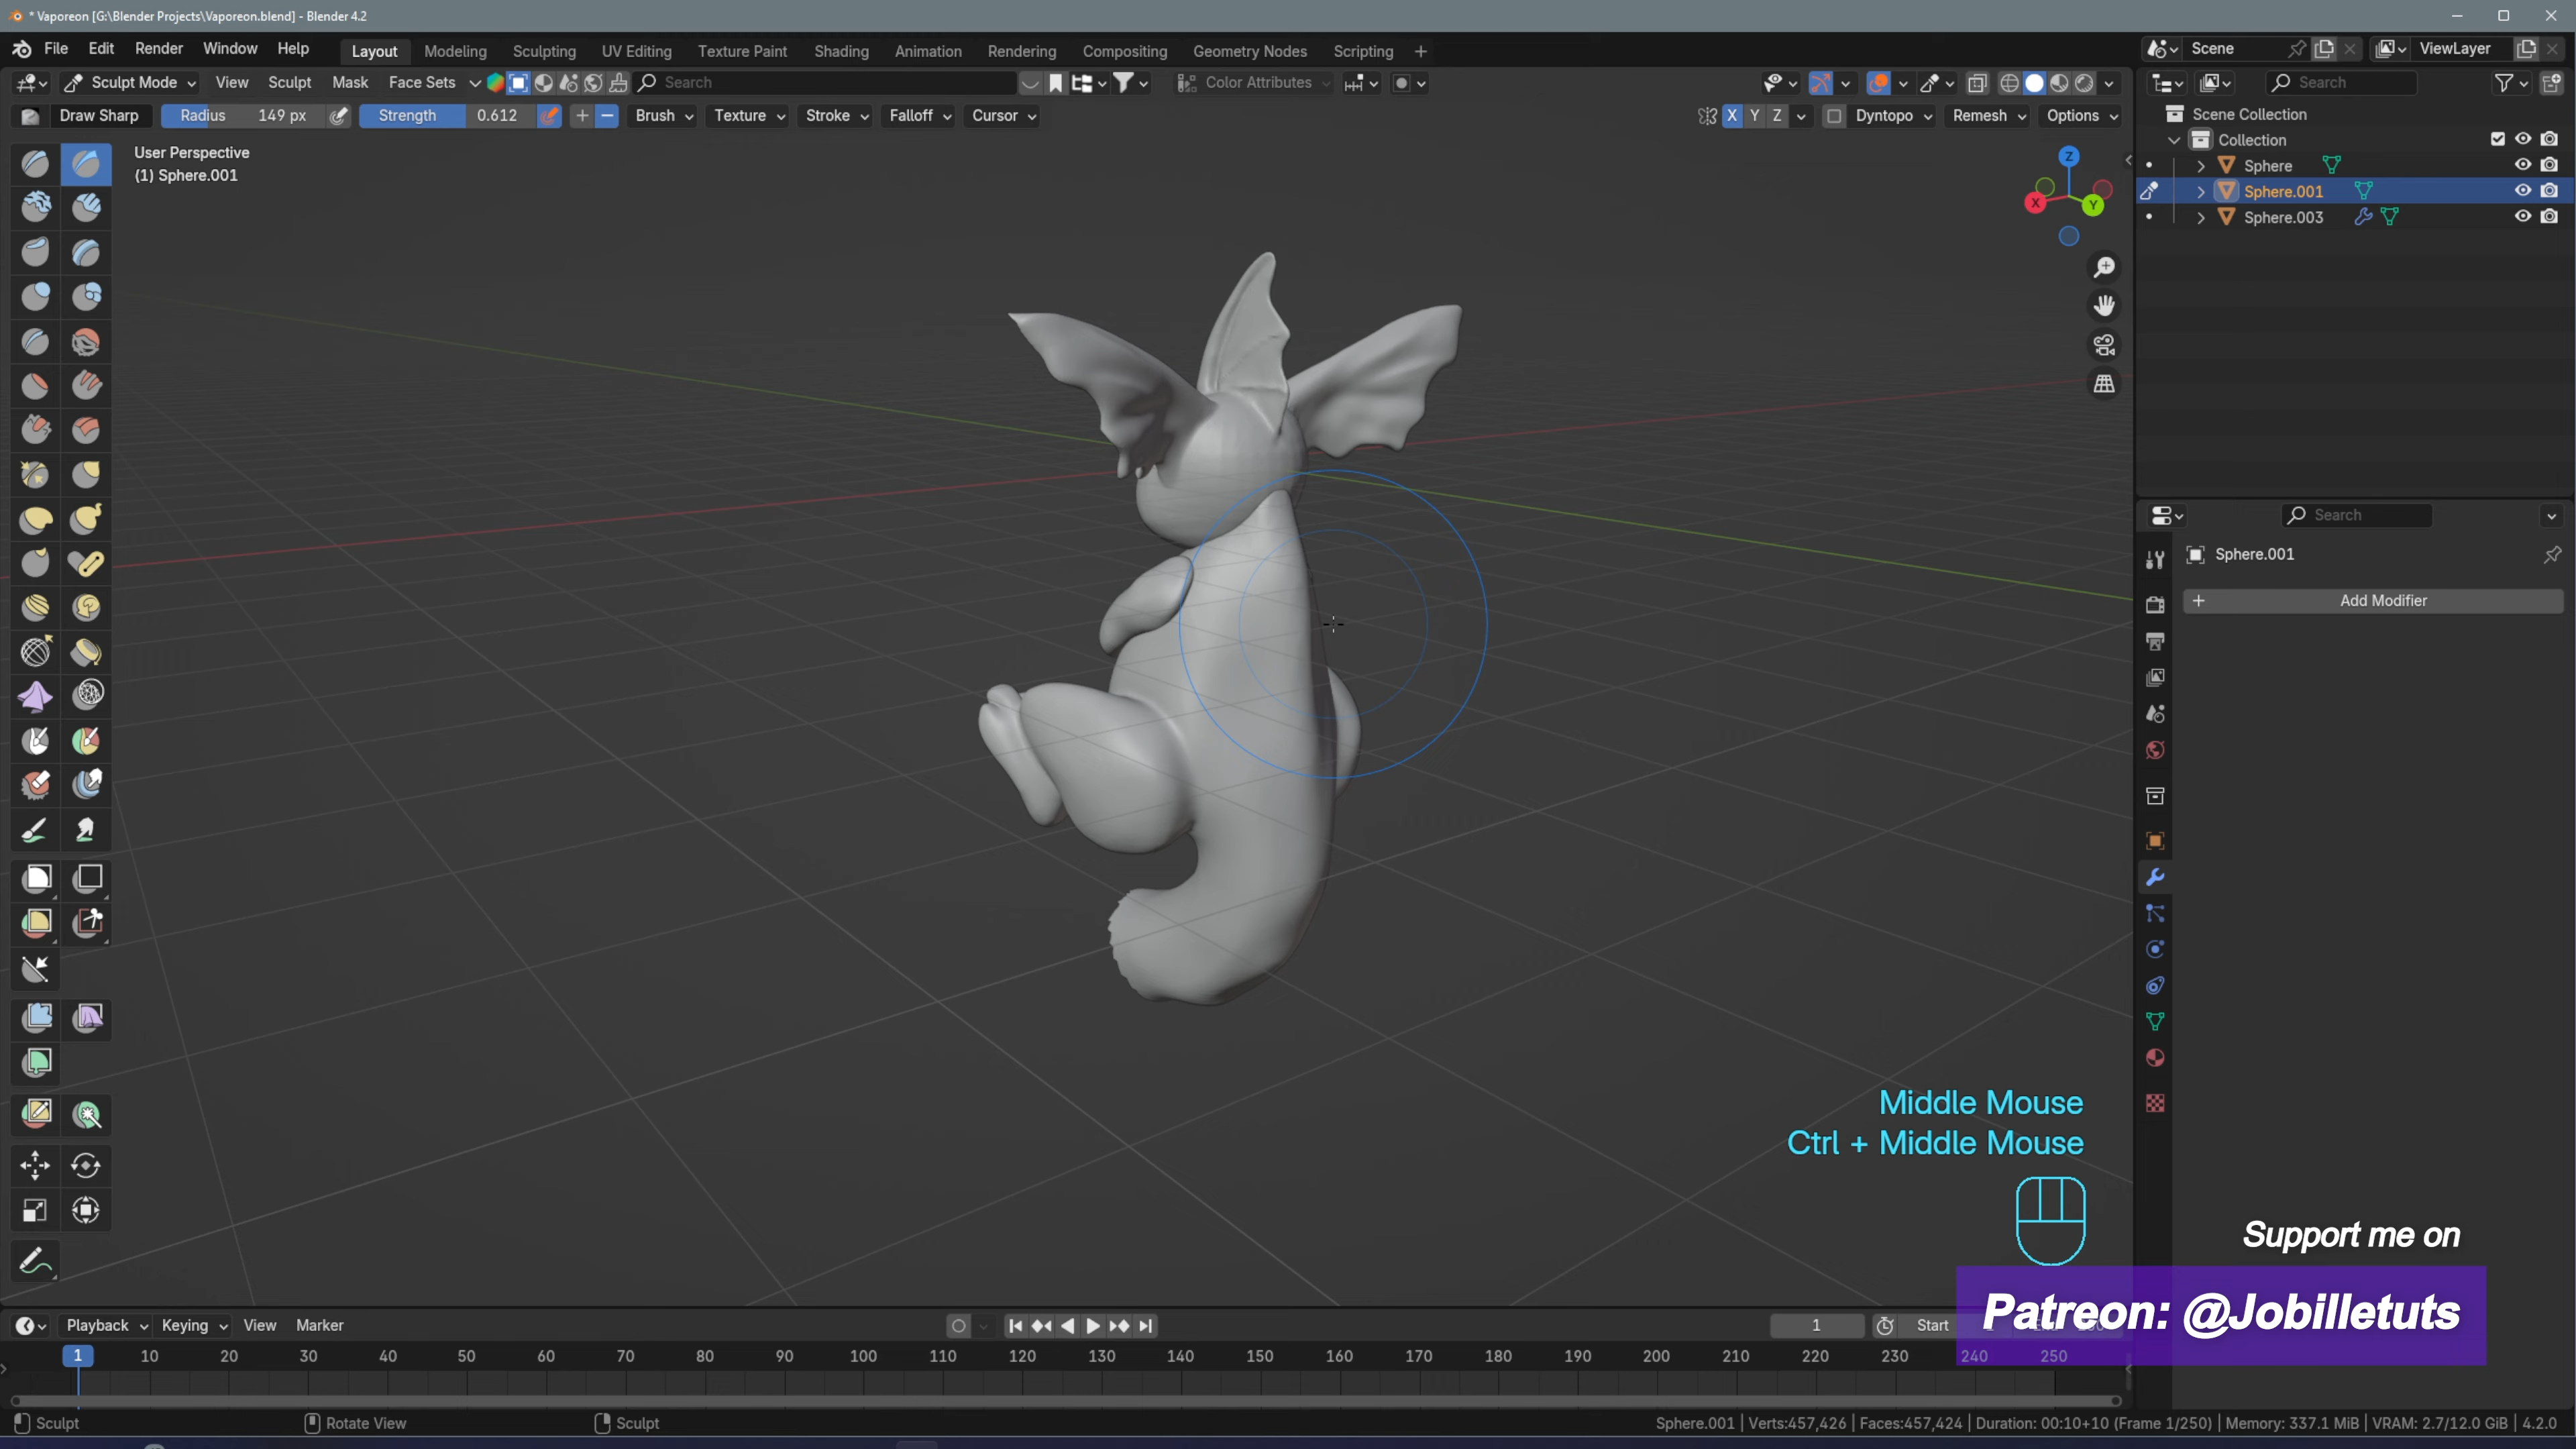 * Vaporeon [G:\Blender Projects\Vaporeon.blend] - Blender 4.2
File Edit Render Window Help Layout Modeling Sculpting UV Editing Texture Paint Shading Animation Rendering Compositing Geometry Nodes Scripting + Scene ViewLayer
Sculpt Mode View Sculpt Mask Face Sets Search Color Attributes Search
Draw Sharp Radius 149 px Strength 0.612 Brush Texture Stroke Falloff Cursor X Y Z Dyntopo Remesh Options
Scene Collection
Collection
Sphere
Sphere.001
Sphere.003
User Perspective
(1) Sphere.001
Z
X Y
Search
Sphere.001
+ Add Modifier
Middle Mouse
Ctrl + Middle Mouse
Support me on
Patreon: @Jobilletuts
Playback Keying View Marker 1 Start
1 10 20 30 40 50 60 70 80 90 100 110 120 130 140 150 160 170 180 190 200 210 220 230 240 250
Sculpt Rotate View Sculpt Sphere.001 | Verts:457,426 | Faces:457,424 | Duration: 00:10+10 (Frame 1/250) | Memory: 337.1 MiB | VRAM: 2.7/12.0 GiB | 4.2.0